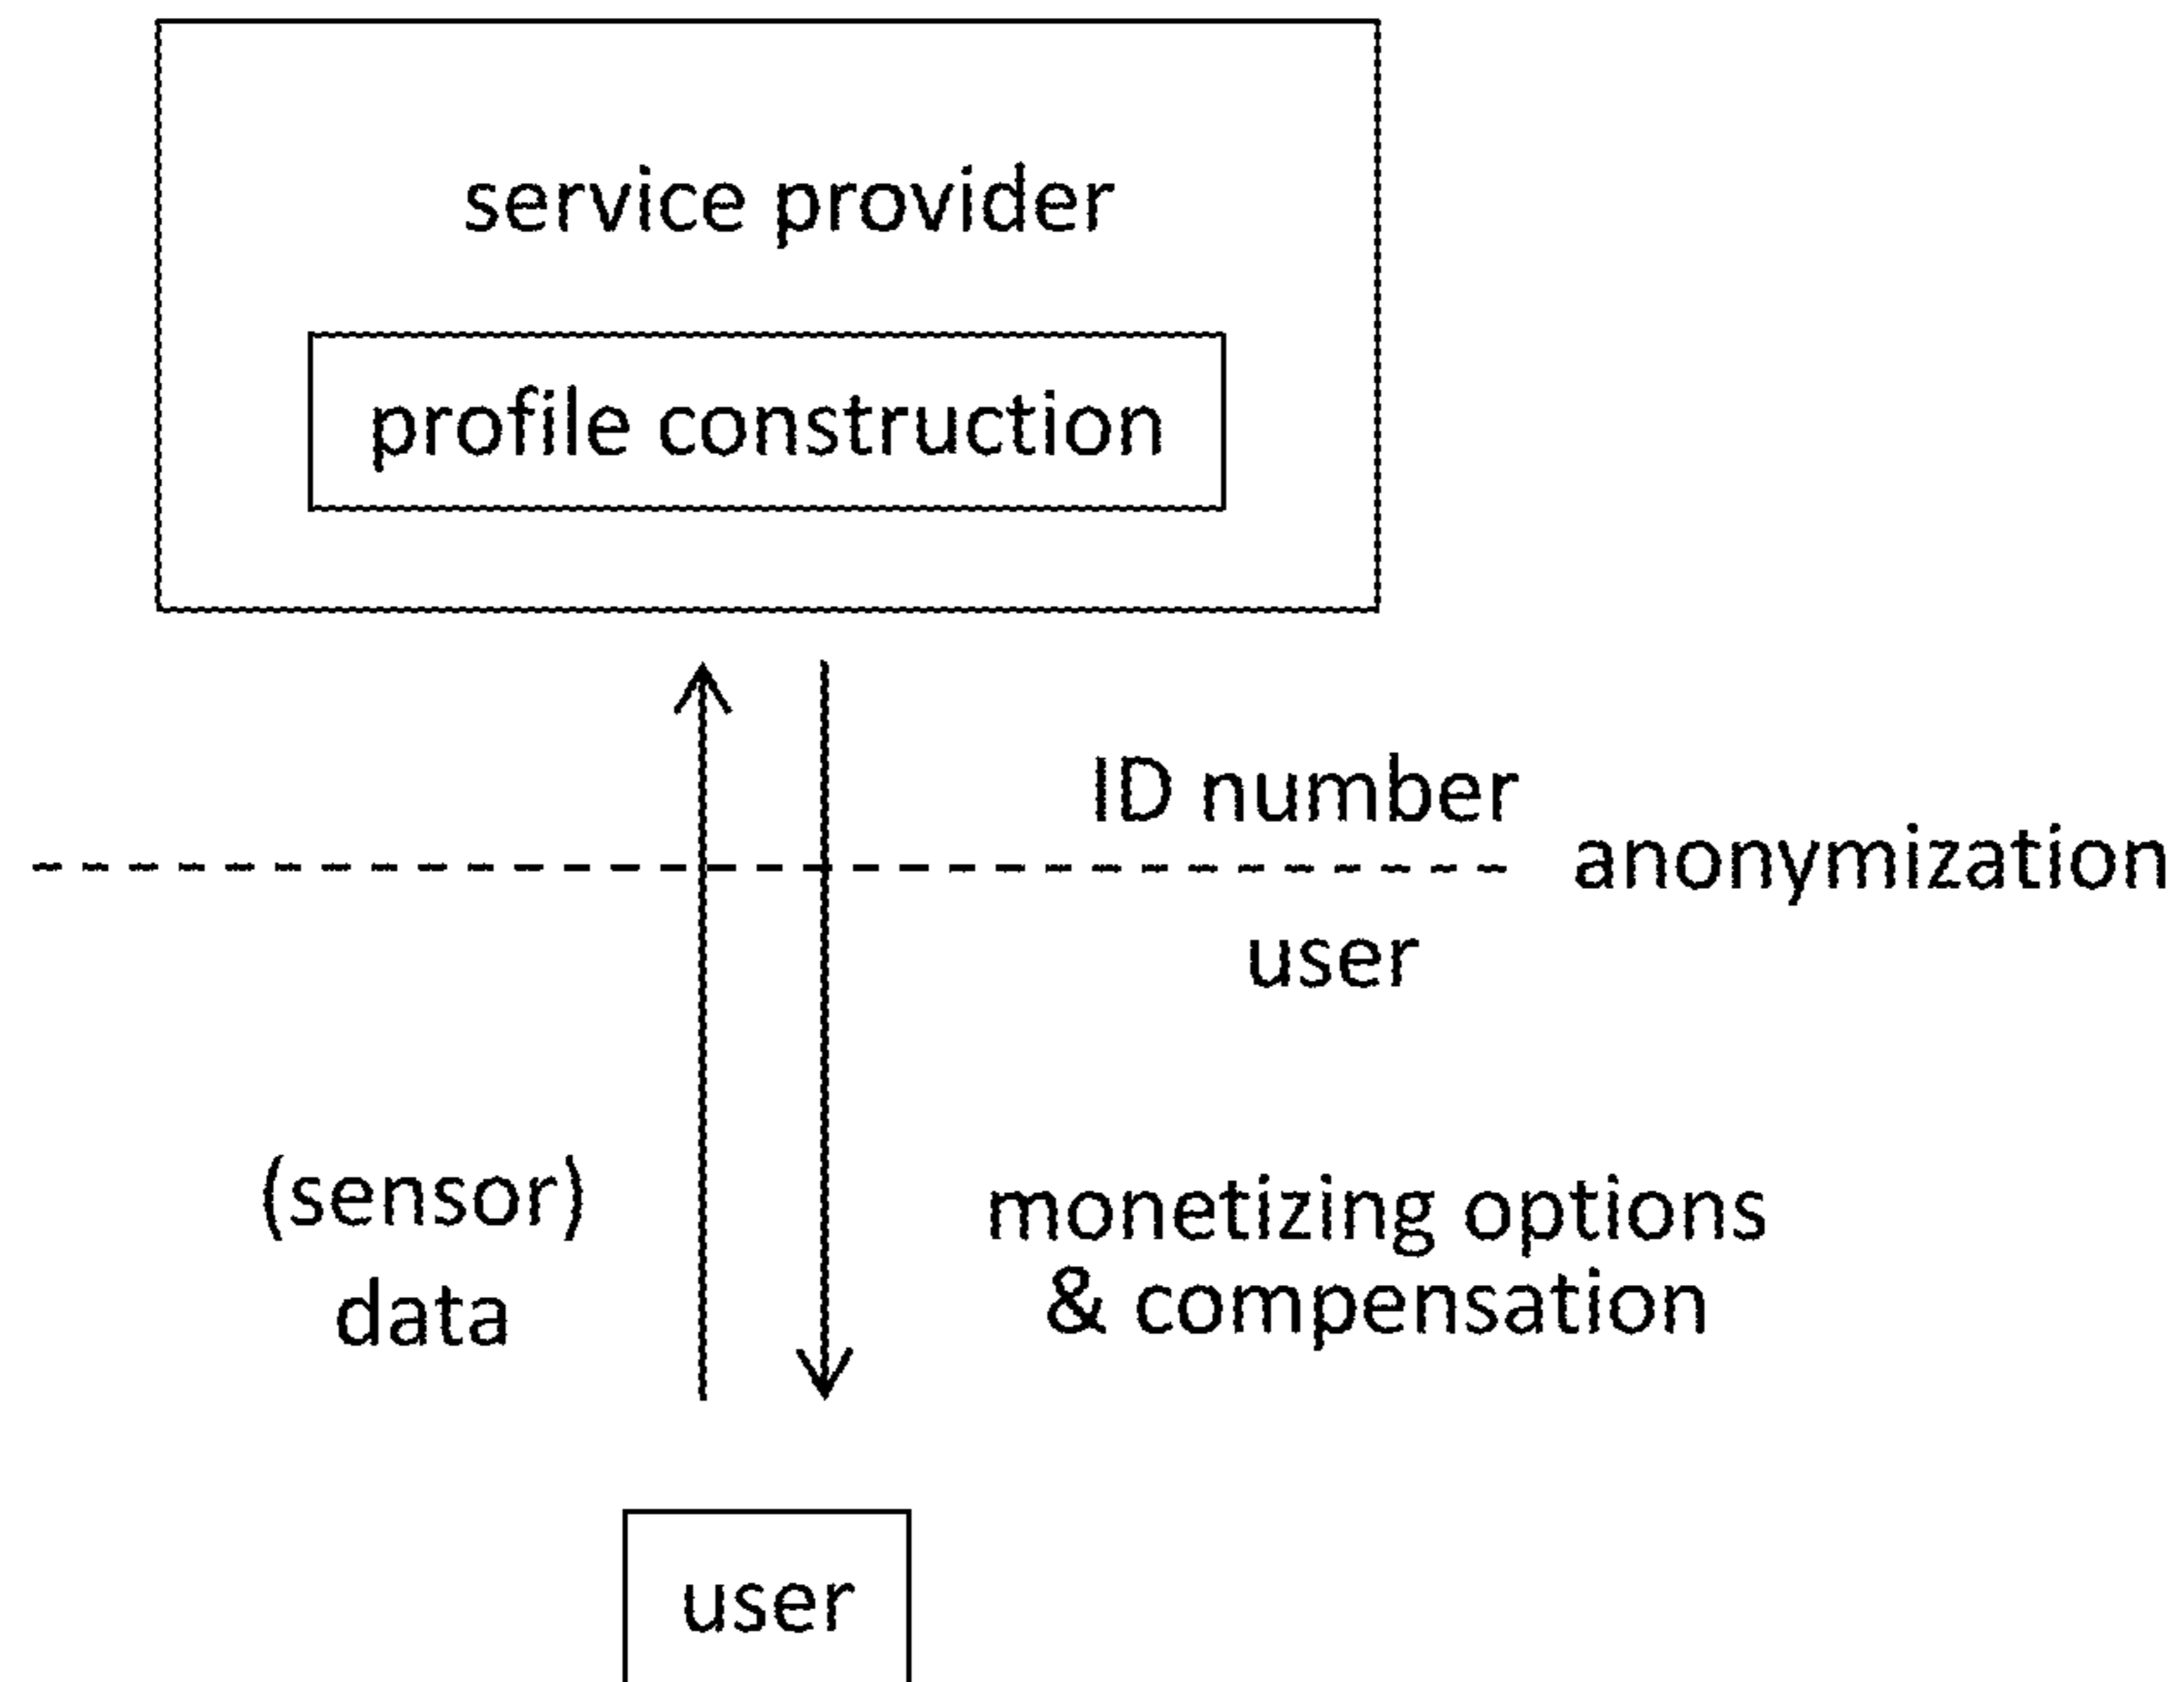 service provider
profile construction
ID number
anonymization
user
(sensor)
data
monetizing options
& compensation
user